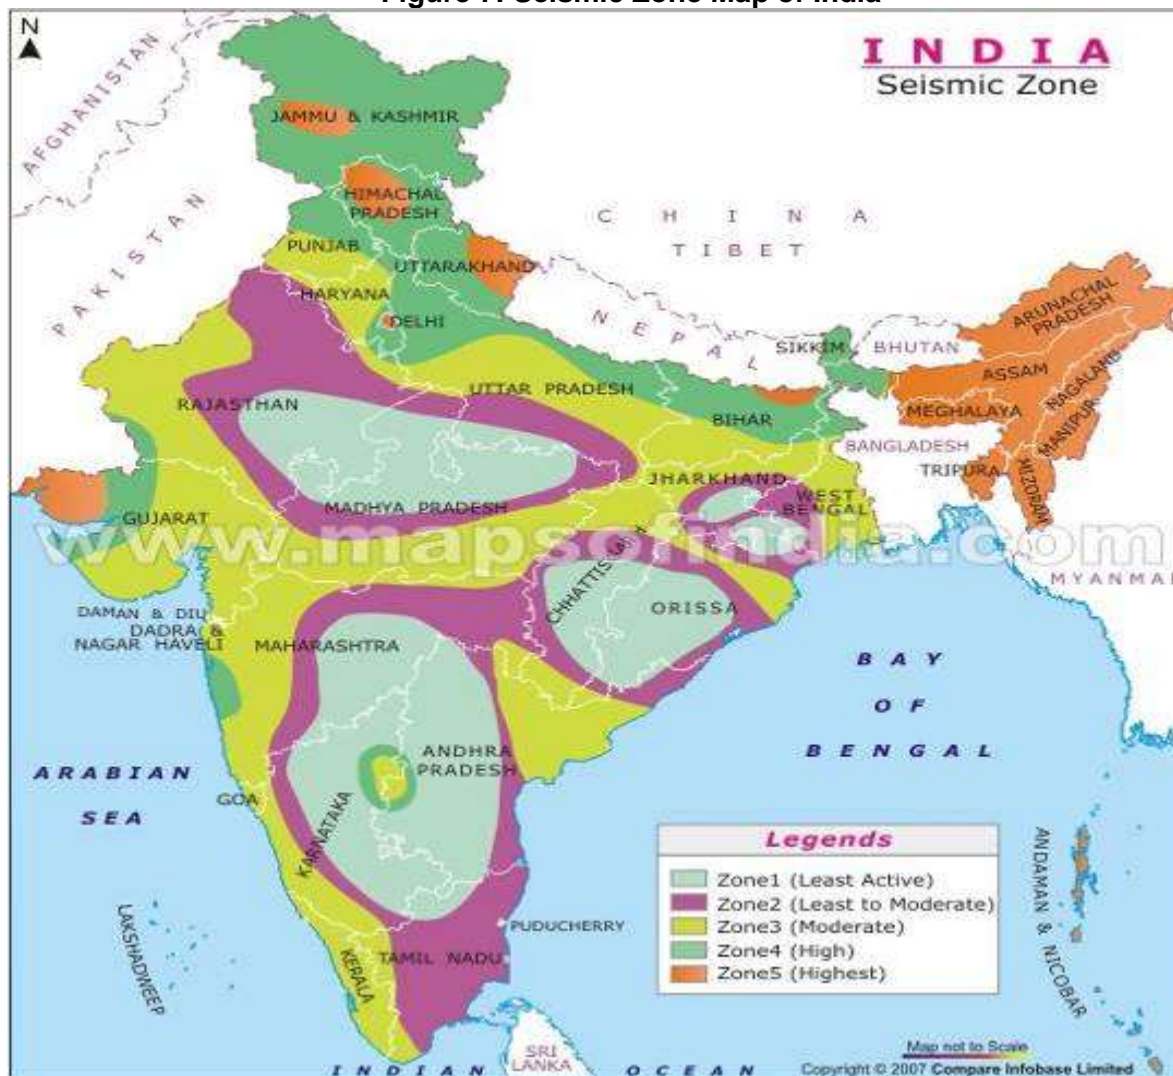 Figure 7: Seismic Zone Map of India
N
INDIA
Seismic Zone
AFGHANISTAN
JAMMU & KASHMIR
PAKISTAN
HIMACHAL
PRADESH
CHINA
TIBET
PUNJAB
UTTARAKHAND
HARYANA
DELHI
NEPAL
ARUNACHAL
PRADESH
SIKKIM
BHUTAN
ASSAM
NAGALAND
RAJASTHAN
UTTAR PRADESH
BIHAR
MEGHALAYA
MANIPUR
BANGLADESH
TRIPURA
MIZORAM
JHARKHAND
WEST
BENGAL
GUJARAT
MADHYA PRADESH
www.mapsofindia.com
MYANMAR
CHHATTISGARH
ORISSA
DAMAN & DIU
DADRA &
NAGAR HAVELI
MAHARASHTRA
BAY
OF
BENGAL
ANDHRA
PRADESH
ARABIAN
SEA
GOA
KARNATAKA
Legends
Zone1 (Least Active)
Zone2 (Least to Moderate)
Zone3 (Moderate)
Zone4 (High)
Zone5 (Highest)
ANDAMAN & NICOBAR
LAKSHADWEEP
PUDUCHERRY
TAMIL NADU
KERALA
SRI
LANKA
INDIAN OCEAN
Map not to Scale
Copyright © 2007 Compare Infobase Limited